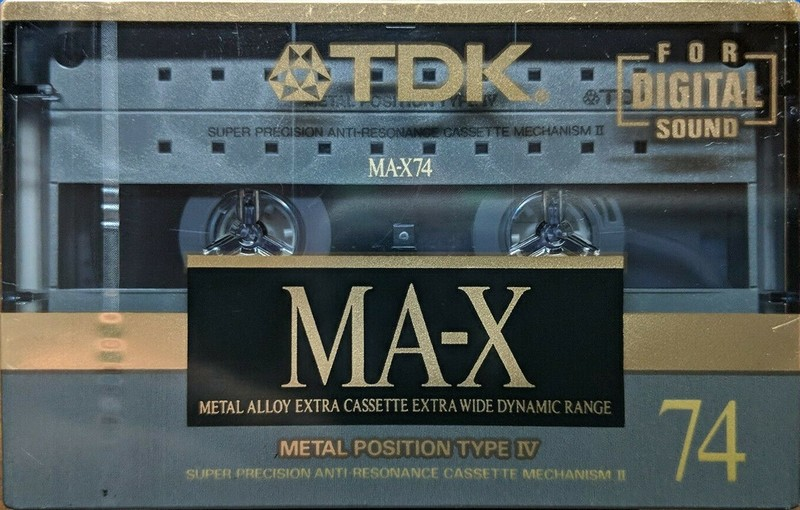 TDK
FOR
DIGITAL
SOUND
METAL POSITION TYPE IV
TD
SUPER PRECISION ANTI-RESONANCE CASSETTE MECHANISM II
MA-X74
MA-X
METAL ALLOY EXTRA CASSETTE EXTRA WIDE DYNAMIC RANGE
METAL POSITION TYPE IV
SUPER PRECISION ANTI-RESONANCE CASSETTE MECHANISM II
74